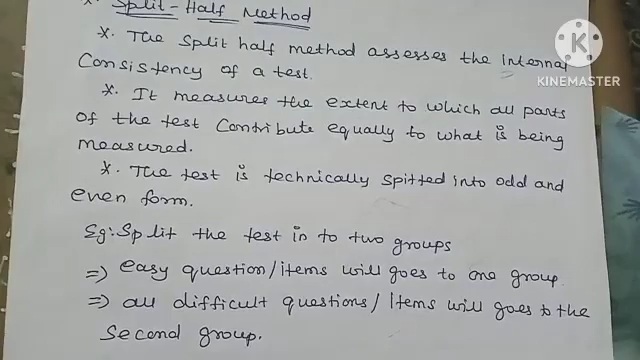 *. Split-Half Method
*. The Split half method assesses the Internal
Consistency of a test.
*. It measures the extent to which all parts
of the test Contribute equally to what is being
measured.
*. The test is technically spitted into odd and
even form.
Eg: Split the test in to two groups
=> easy question/items will goes to one group.
=> all difficult questions/items will goes to the
Second group.
KINEMASTER